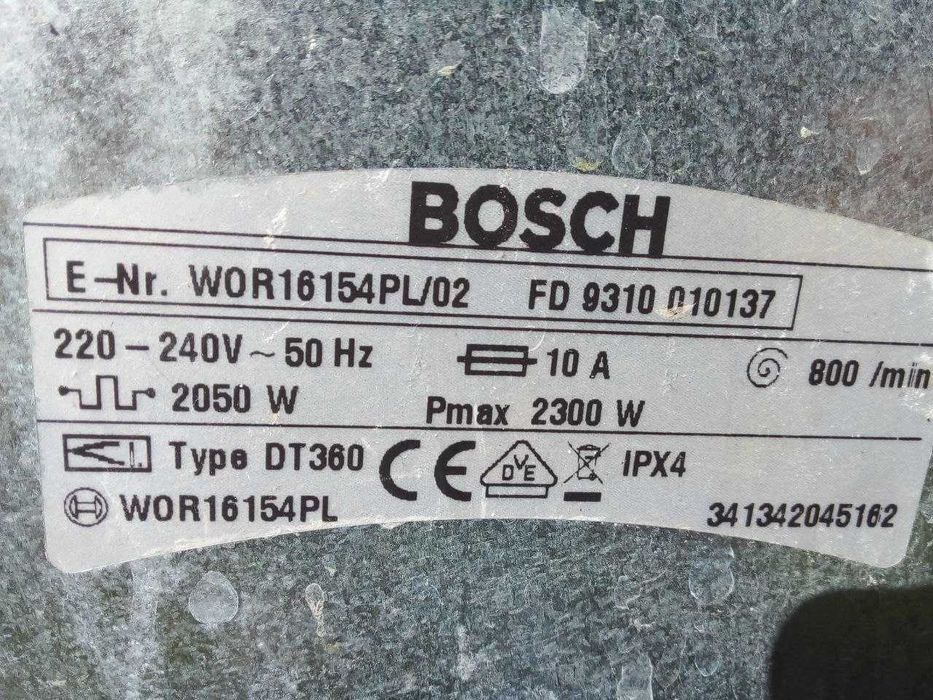 BOSCH
E-Nr. WOR16154PL/02 FD 9310 010137
220-240V~50 Hz 10 A 800 /min
2050 W Pmax 2300 W
Type DT360 CE DVE IPX4
WOR16154PL 341342045162